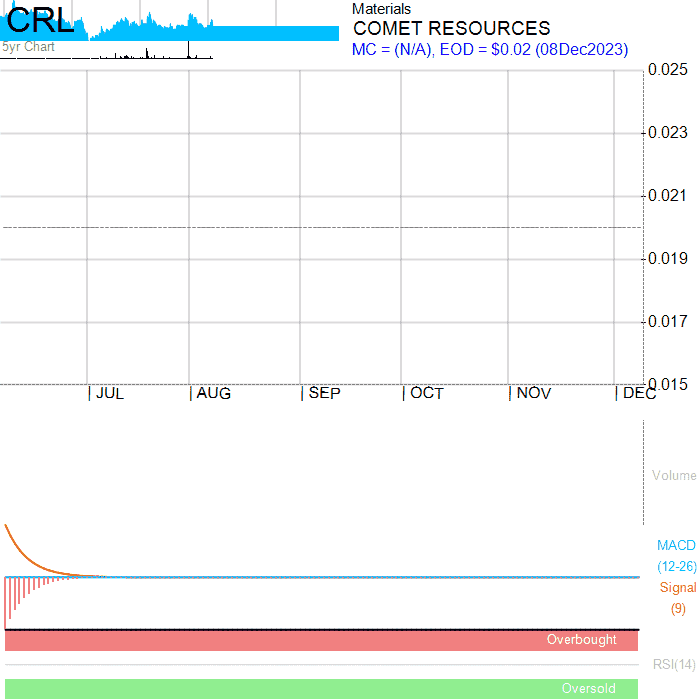 CRL
5yr Chart
Materials
COMET RESOURCES
MC = (N/A), EOD = $0.02 (08Dec2023)
0.025
0.023
0.021
0.019
0.017
0.015
| JUL | AUG | SEP | OCT | NOV | DEC
Volume
MACD
(12-26)
Signal
(9)
Overbought
RSI(14)
Oversold